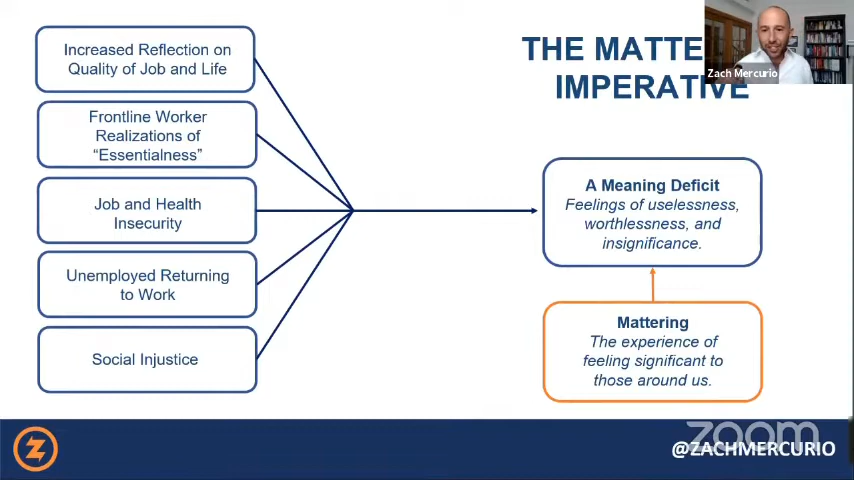 THE MATTE
IMPERATIVE
Zach Mercurio
Increased Reflection on
Quality of Job and Life
Frontline Worker
Realizations of
“Essentialness”
Job and Health
Insecurity
Unemployed Returning
to Work
Social Injustice
A Meaning Deficit
Feelings of uselessness,
worthlessness, and
insignificance.
Mattering
The experience of
feeling significant to
those around us.
zoom
@ZACHMERCURIO